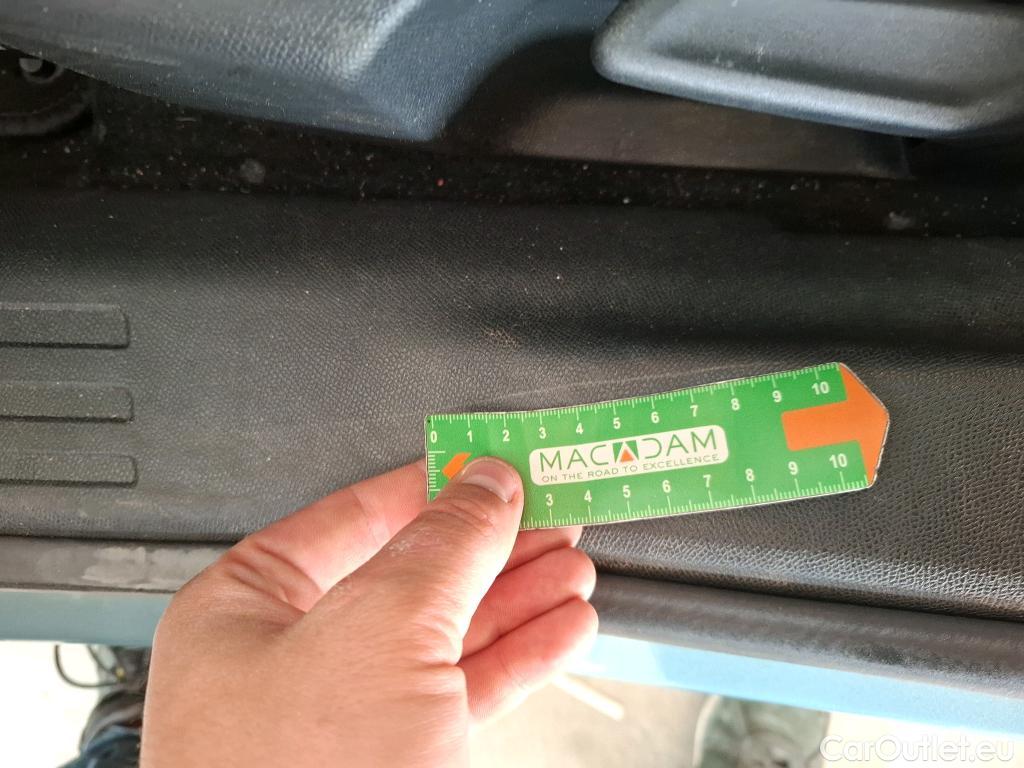 0 1 2 3 4 5 6 7 8 9 10
MACADAM
ON THE ROAD TO EXCELLENCE
3 4 5 6 7 8 9 10
CarOutlet.eu